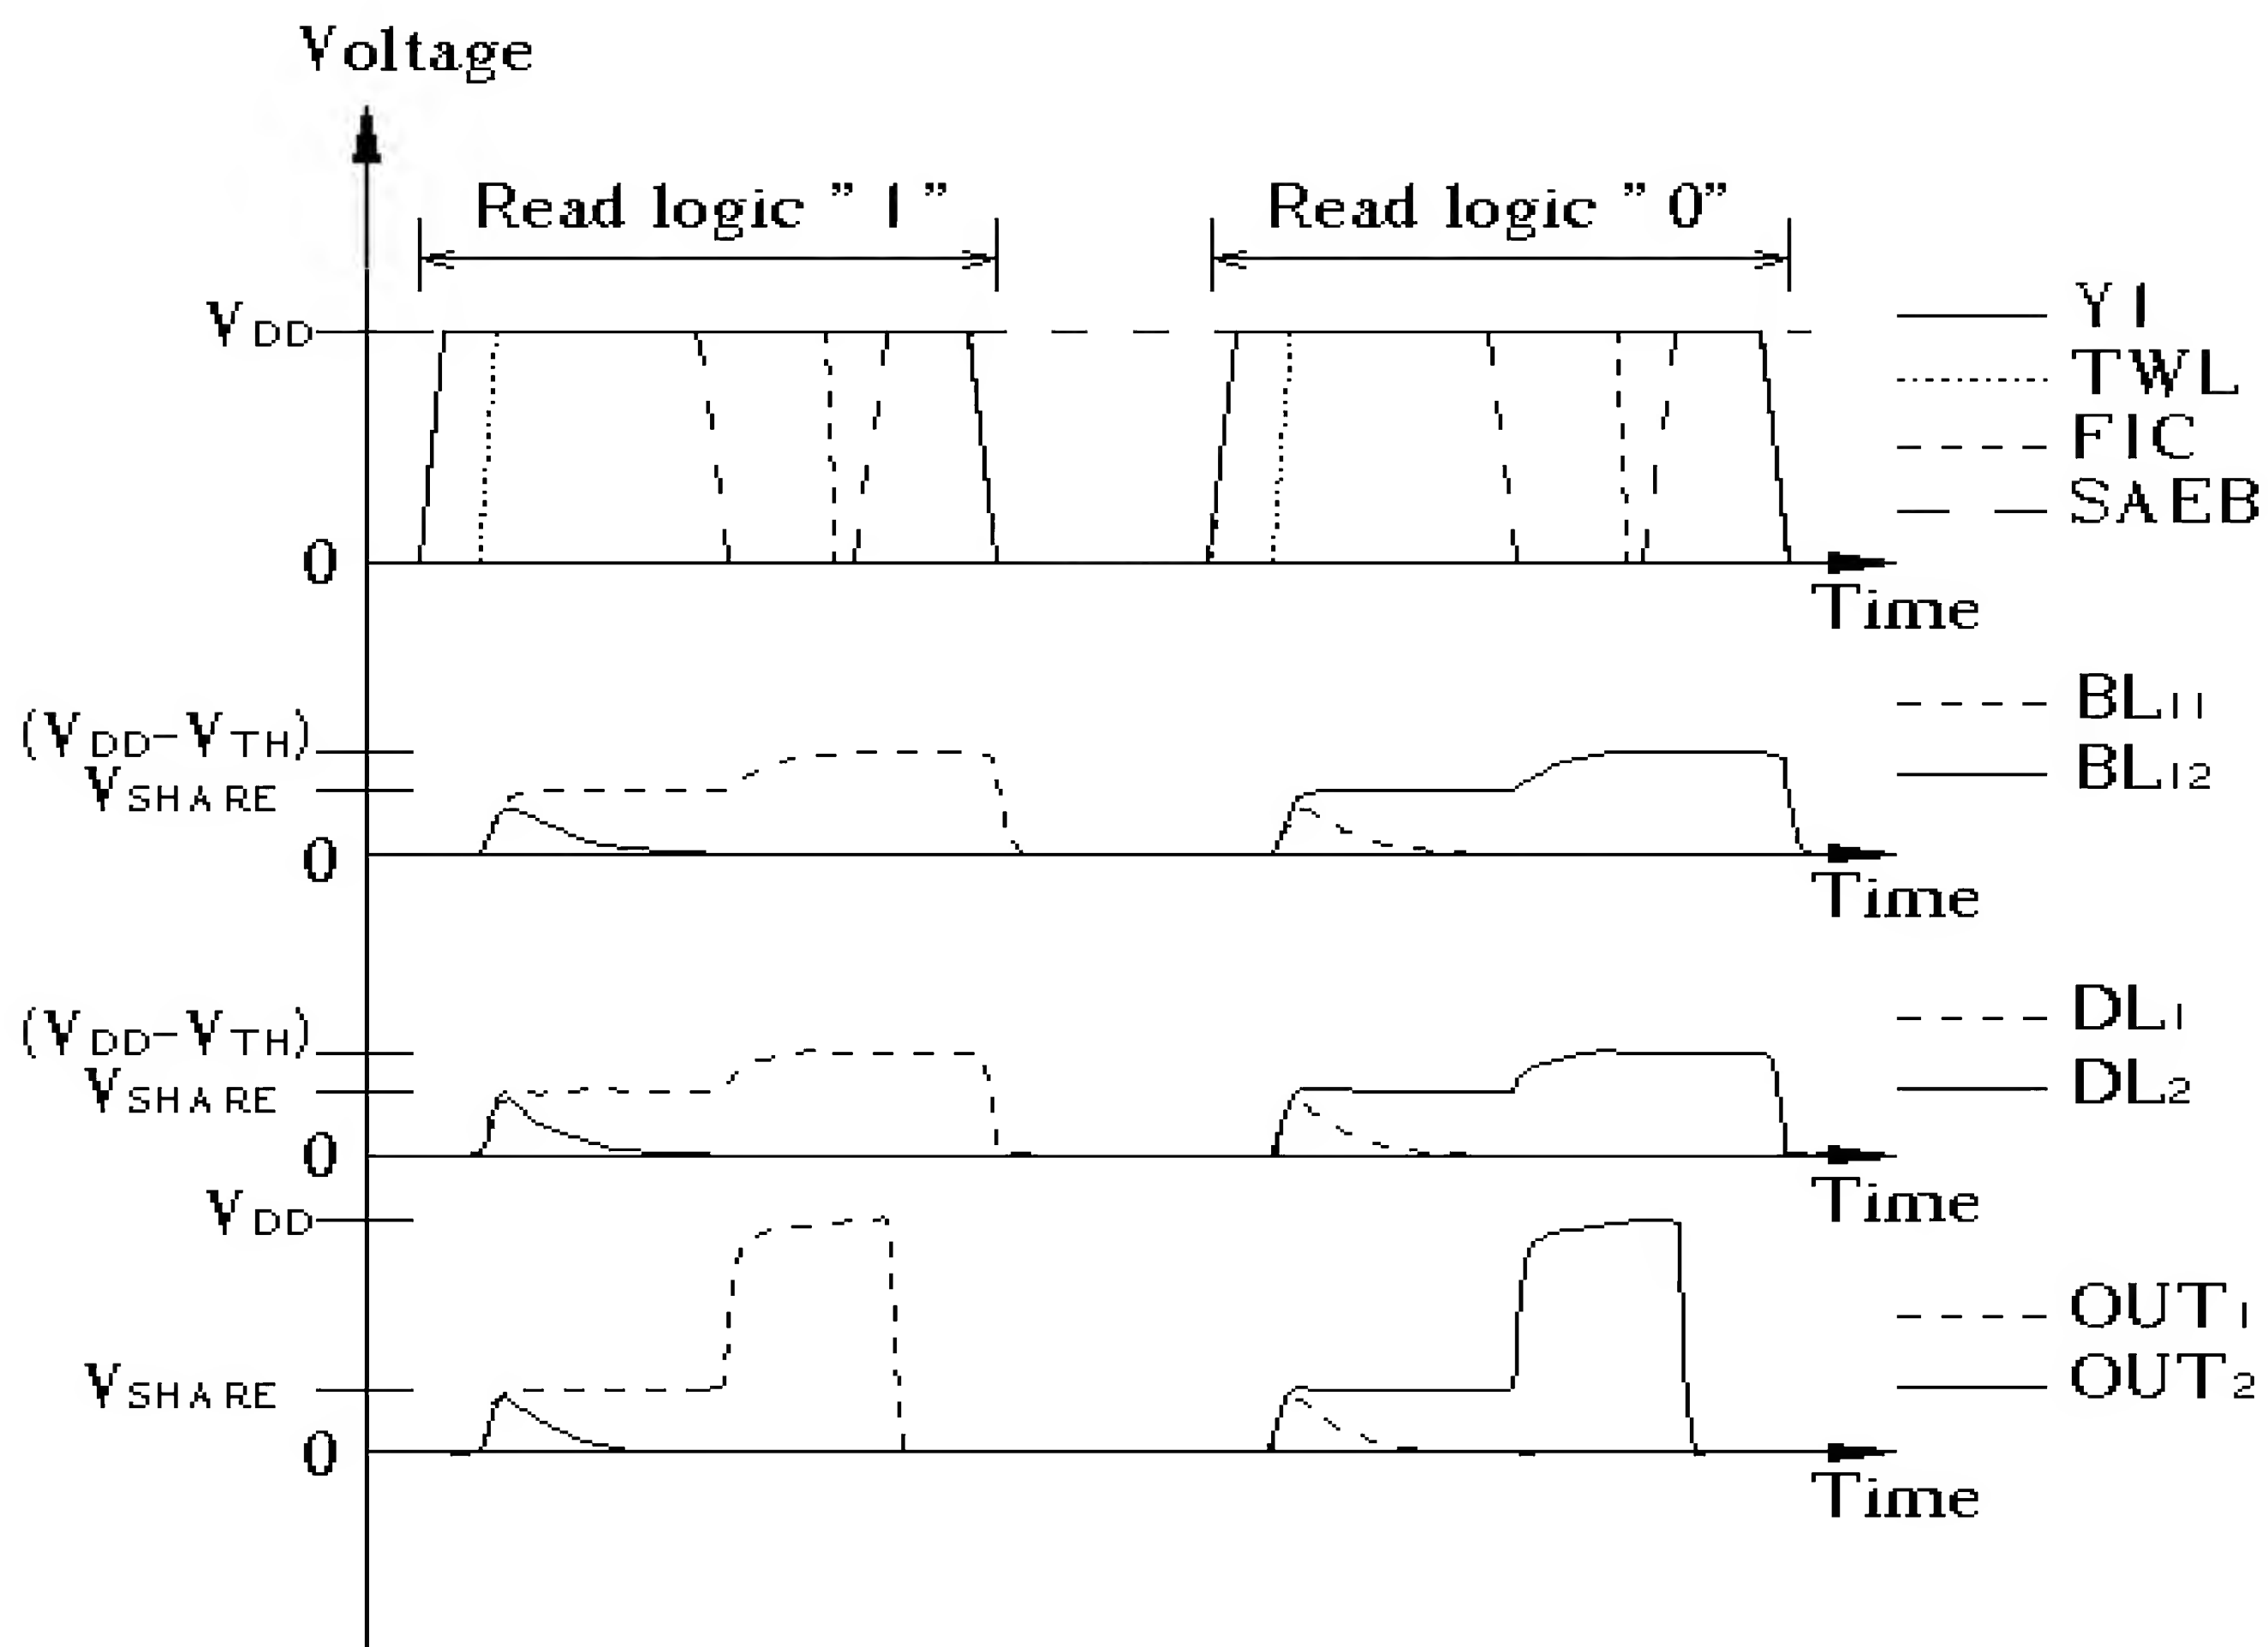 Voltage
Read logic "1"
Read logic "0"
VDD
Y1
TWL
FIC
SAEB
0
Time
(VDD-VTH)
VSHARE
0
BL11
BL12
Time
(VDD-VTH)
VSHARE
0
DL1
DL2
Time
VDD
VSHARE
0
OUT1
OUT2
Time